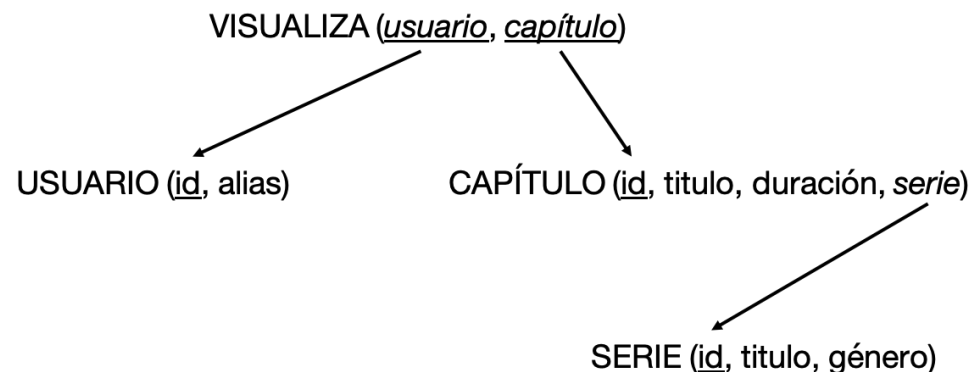 VISUALIZA (usuario, capítulo)
USUARIO (id, alias)
CAPÍTULO (id, titulo, duración, serie)
SERIE (id, titulo, género)